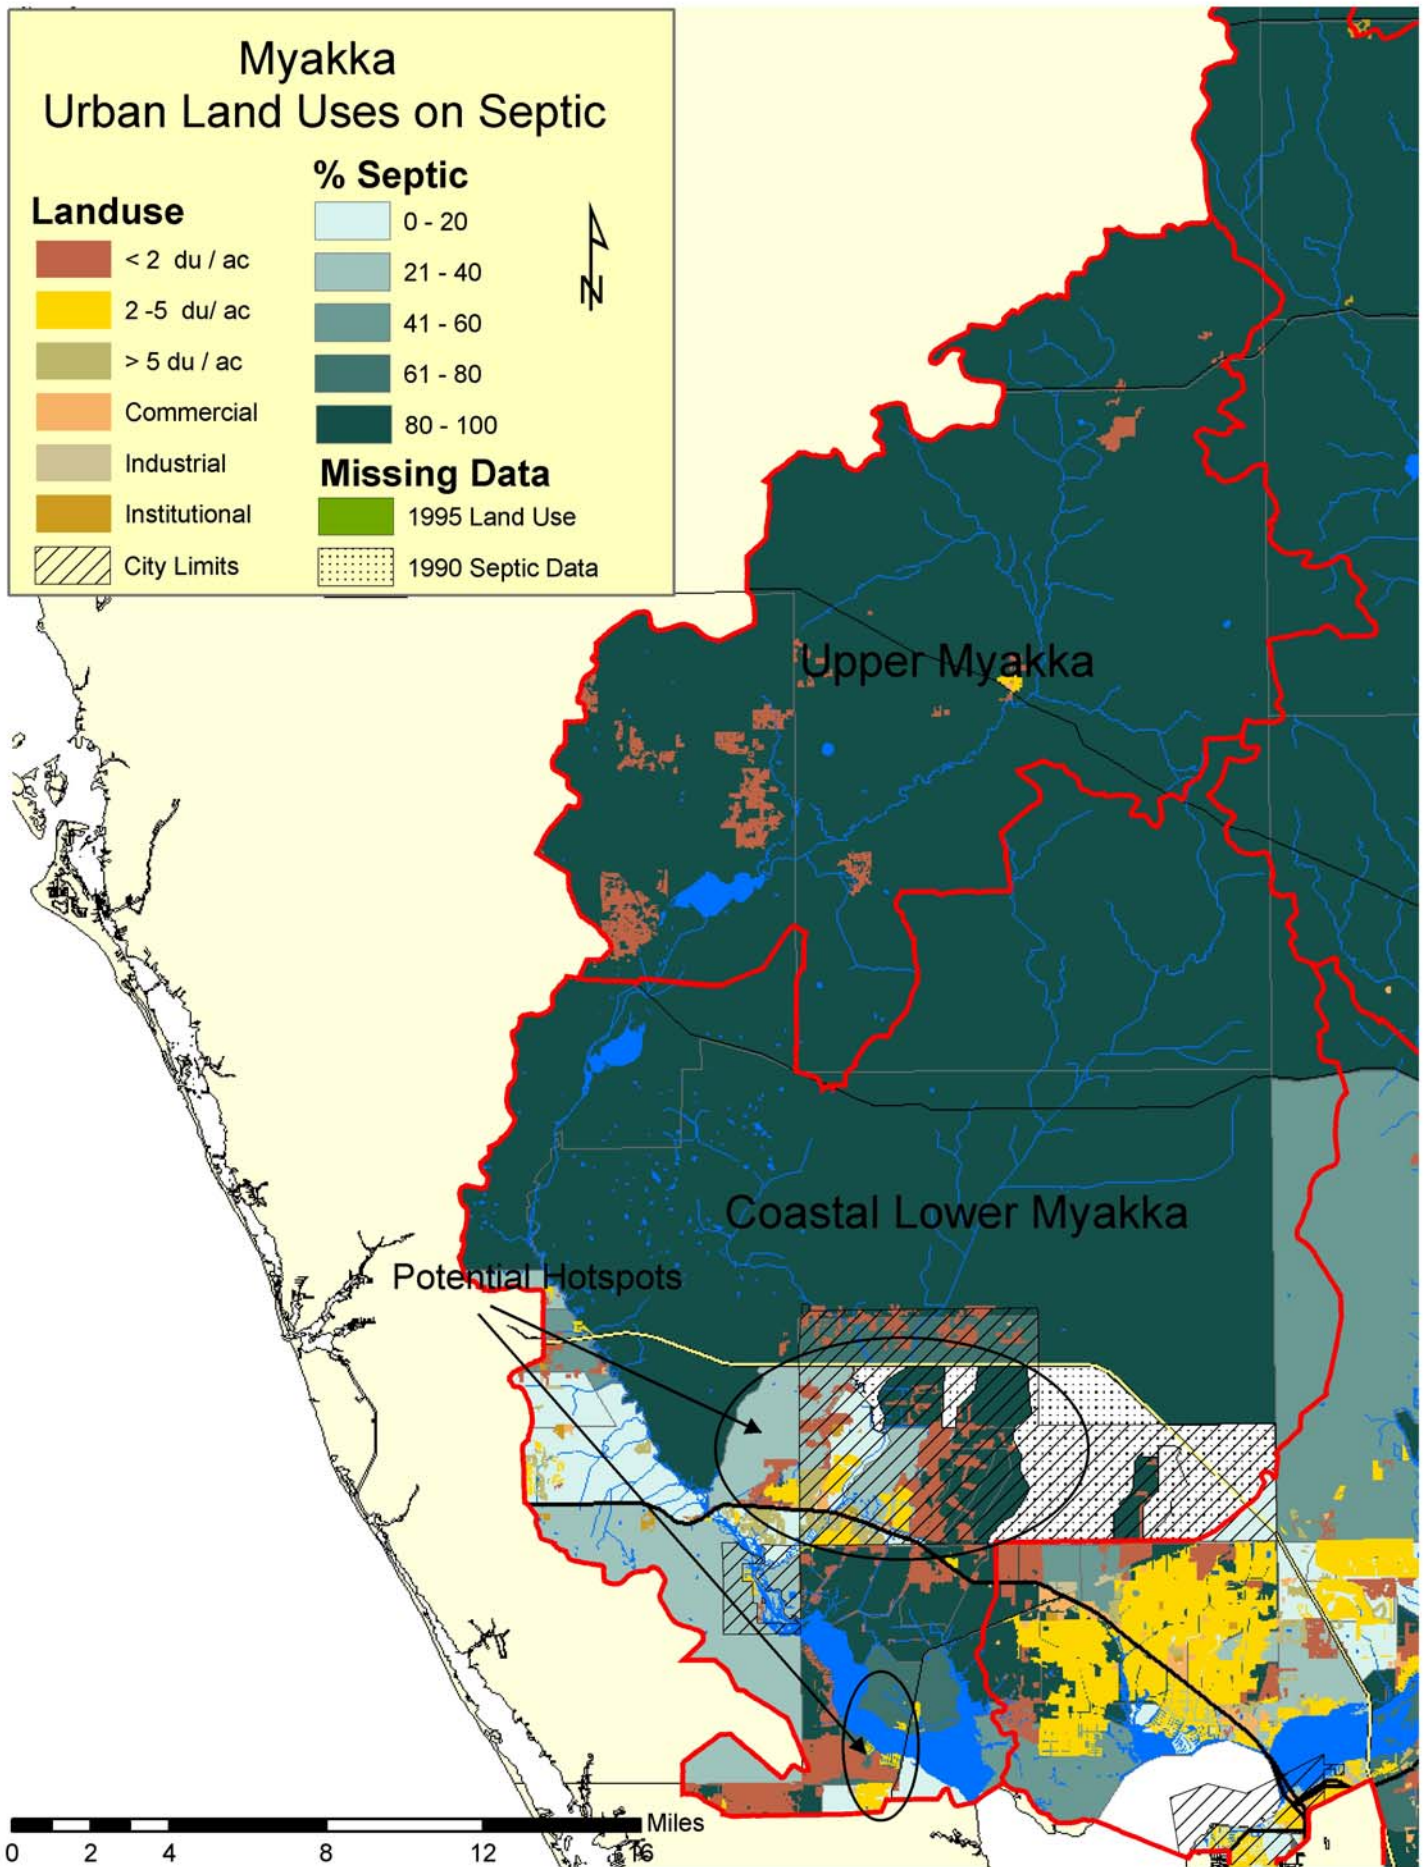 Myakka
Urban Land Uses on Septic
Landuse
< 2 du / ac
2 -5 du/ ac
> 5 du / ac
Commercial
Industrial
Institutional
City Limits
% Septic
0 - 20
21 - 40
41 - 60
61 - 80
80 - 100
Missing Data
1995 Land Use
1990 Septic Data
N
Upper Myakka
Coastal Lower Myakka
Potential Hotspots
Miles
0 2 4 8 12 16